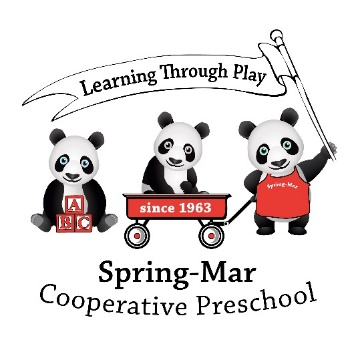 Learning Through Play
A
B C
since 1963
Spring-Mar
Spring-Mar
Cooperative Preschool